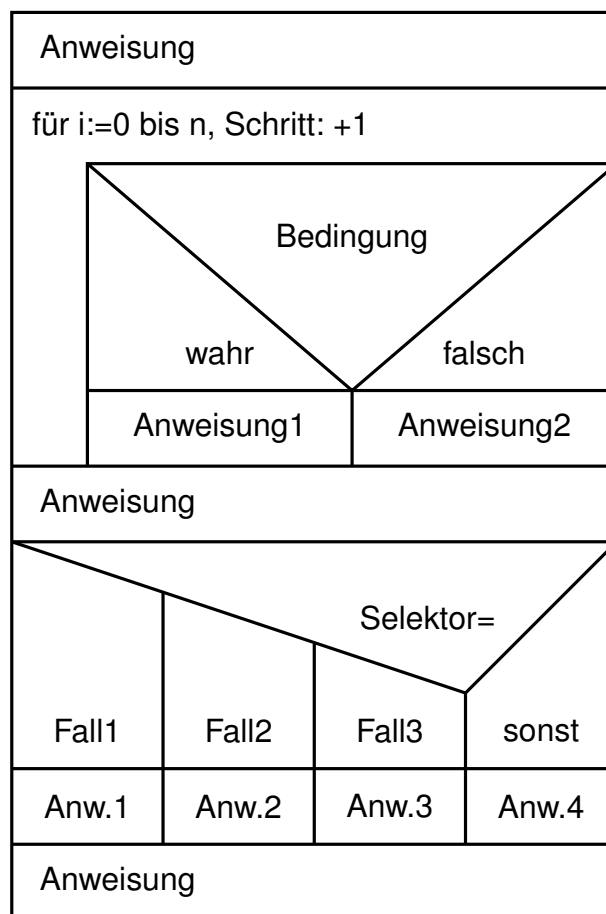 Anweisung
für i:=0 bis n, Schritt: +1
Bedingung
wahr falsch
Anweisung1 Anweisung2
Anweisung
Selektor=
Fall1 Fall2 Fall3 sonst
Anw.1 Anw.2 Anw.3 Anw.4
Anweisung